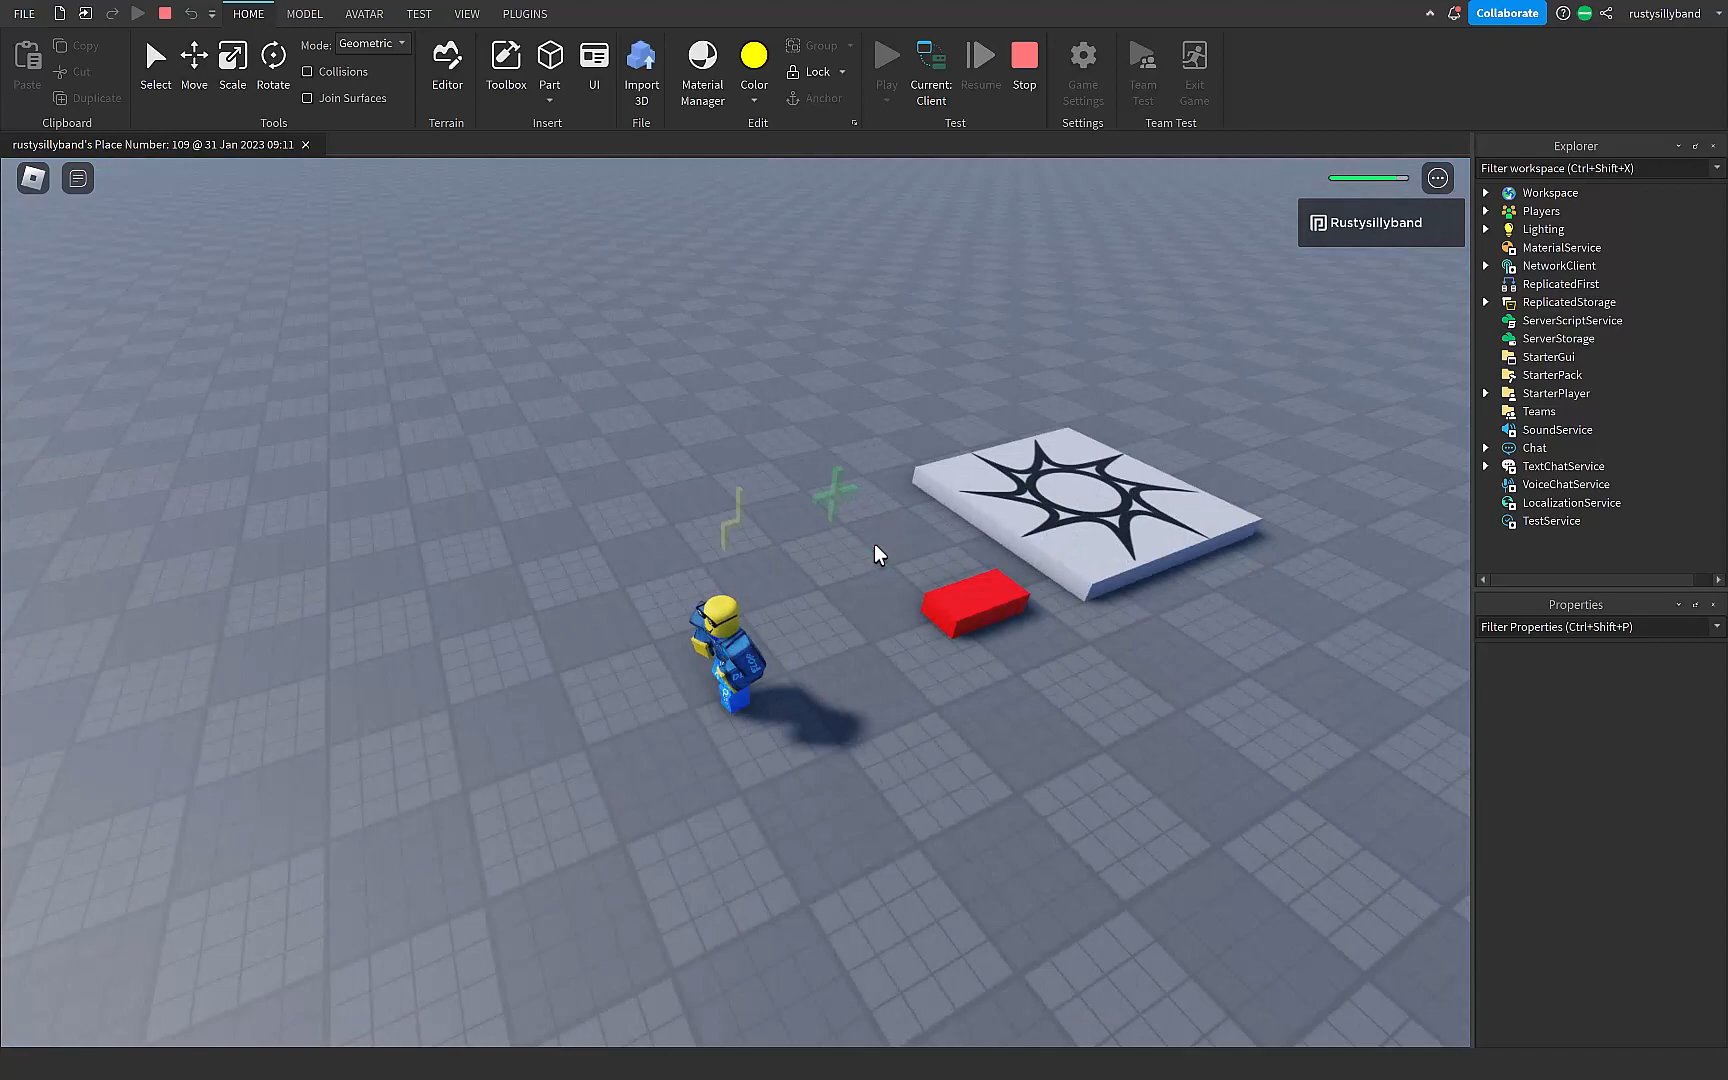 FILE HOME MODEL AVATAR TEST VIEW PLUGINS Collaborate rustysillyband
Paste Copy Cut Duplicate
Clipboard
Select Move Scale Rotate
Mode: Geometric
Collisions
Join Surfaces
Tools
Editor
Terrain
Toolbox Part UI
Insert
Import
3D
File
Material
Manager
Color
Group
Lock
Anchor
Edit
Play
Current:
Client
Resume
Stop
Test
Game
Settings
Settings
Team
Test
Exit
Game
Team Test
rustysillyband's Place Number: 109 @ 31 Jan 2023 09:11
Rustysillyband
Explorer
Filter workspace (Ctrl+Shift+X)
Workspace
Players
Lighting
MaterialService
NetworkClient
ReplicatedFirst
ReplicatedStorage
ServerScriptService
ServerStorage
StarterGui
StarterPack
StarterPlayer
Teams
SoundService
Chat
TextChatService
VoiceChatService
LocalizationService
TestService
Properties
Filter Properties (Ctrl+Shift+P)